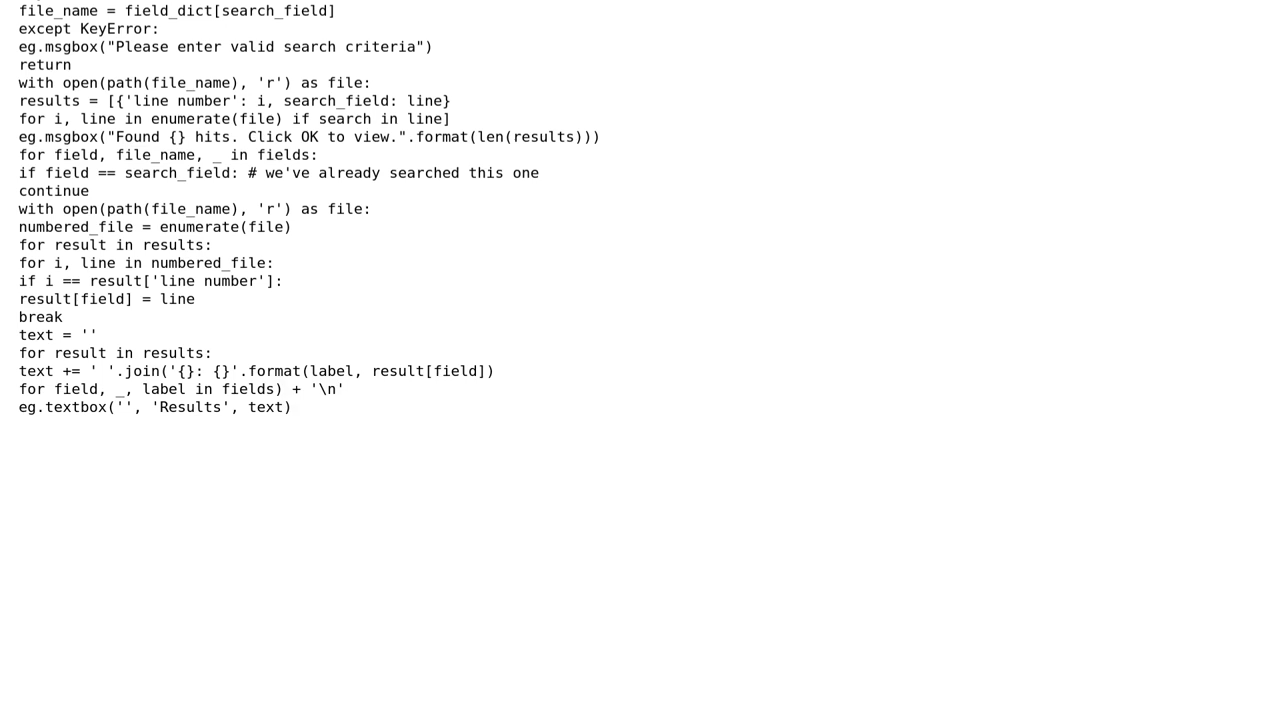 file_name = field_dict[search_field]
except KeyError:
eg.msgbox("Please enter valid search criteria")
return
with open(path(file_name), 'r') as file:
results = [{'line number': i, search_field: line}
for i, line in enumerate(file) if search in line]
eg.msgbox("Found {} hits. Click OK to view.".format(len(results)))
for field, file_name, _ in fields:
if field == search_field: # we've already searched this one
continue
with open(path(file_name), 'r') as file:
numbered_file = enumerate(file)
for result in results:
for i, line in numbered_file:
if i == result['line number']:
result[field] = line
break
text = ''
for result in results:
text += ' '.join('{}: {}'.format(label, result[field])
for field, _, label in fields) + '\n'
eg.textbox('', 'Results', text)